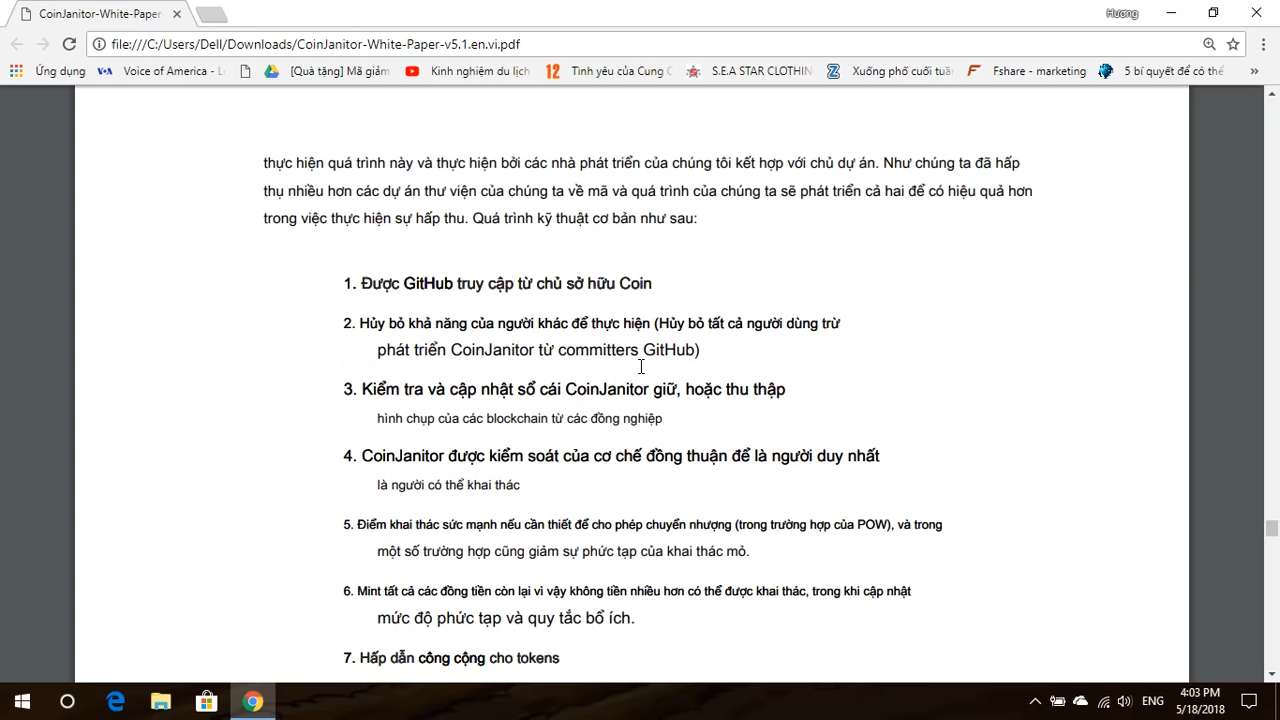 CoinJanitor-White-Paper-
Hương
file:///C:/Users/Dell/Downloads/CoinJanitor-White-Paper-v5.1.en.vi.pdf
Ứng dụng VOA Voice of America - L [Quà tặng] Mã giảm Kinh nghiệm du lịch 12 Tình yêu của Cung C S.E.A STAR CLOTHIN Z Xuống phố cuối tuần F Fshare - marketing 5 bí quyết để có thể »
thực hiện quá trình này và thực hiện bởi các nhà phát triển của chúng tôi kết hợp với chủ dự án. Như chúng ta đã hấp
thụ nhiều hơn các dự án thư viện của chúng ta về mã và quá trình của chúng ta sẽ phát triển cả hai để có hiệu quả hơn
trong việc thực hiện sự hấp thu. Quá trình kỹ thuật cơ bản như sau:
1. Được GitHub truy cập từ chủ sở hữu Coin
2. Hủy bỏ khả năng của người khác để thực hiện (Hủy bỏ tất cả người dùng trừ
phát triển CoinJanitor từ committers GitHub)
3. Kiểm tra và cập nhật sổ cái CoinJanitor giữ, hoặc thu thập
hình chụp của các blockchain từ các đồng nghiệp
4. CoinJanitor được kiểm soát của cơ chế đồng thuận để là người duy nhất
là người có thể khai thác
5. Điểm khai thác sức mạnh nếu cần thiết để cho phép chuyển nhượng (trong trường hợp của POW), và trong
một số trường hợp cũng giảm sự phức tạp của khai thác mỏ.
6. Mint tất cả các đồng tiền còn lại vì vậy không tiền nhiều hơn có thể được khai thác, trong khi cập nhật
mức độ phức tạp và quy tắc bổ ích.
7. Hấp dẫn công cộng cho tokens
ENG
4:03 PM
5/18/2018